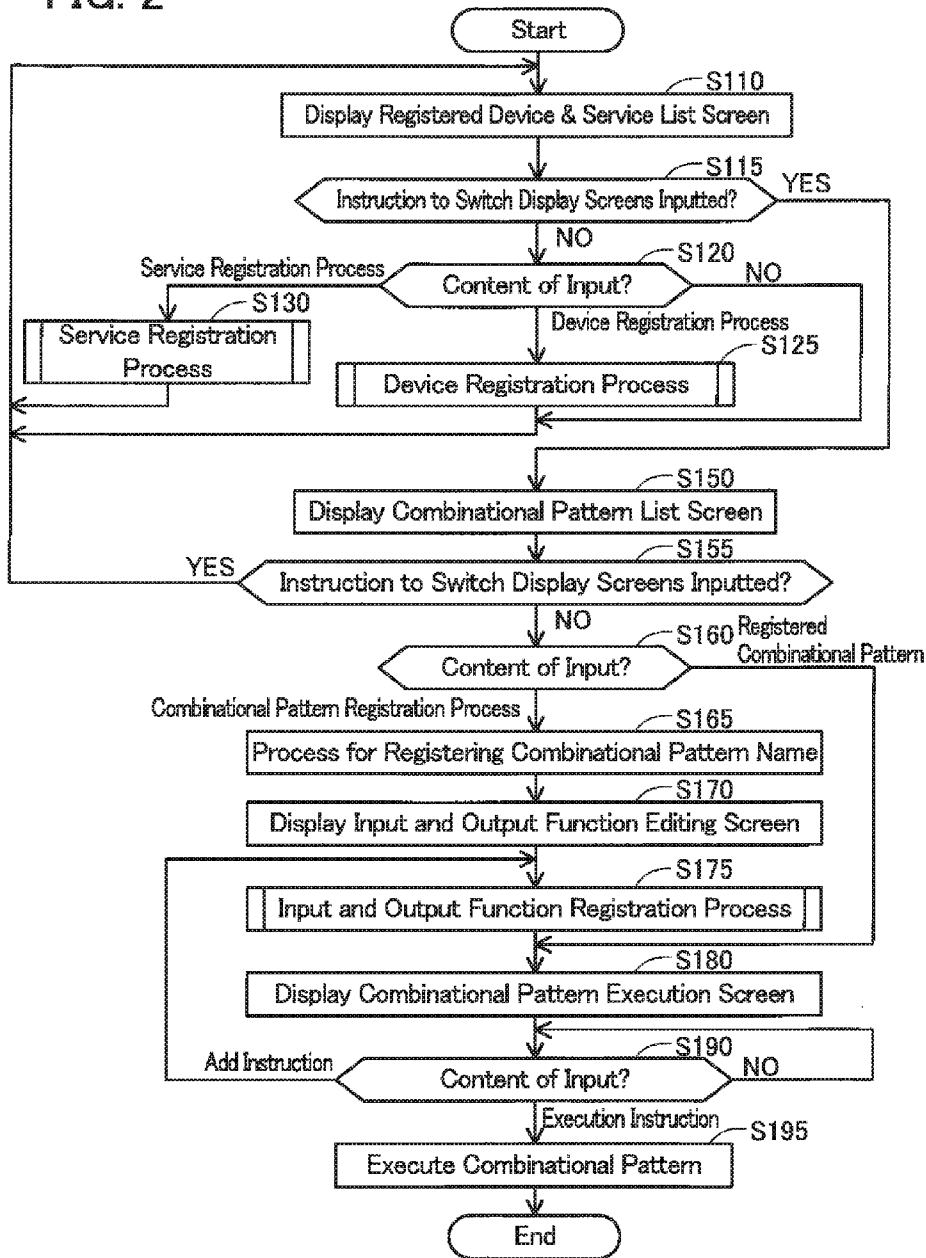 FIG. 2
Start
S110
Display Registered Device & Service List Screen
S115
Instruction to Switch Display Screens Inputted?
YES
NO
S120
Service Registration Process
Content of Input?
NO
S130
Service Registration
Process
Device Registration Process
S125
Device Registration Process
S150
Display Combinational Pattern List Screen
S155
YES
Instruction to Switch Display Screens Inputted?
NO
S160
Registered
Combinational Pattern
Content of Input?
Combinational Pattern Registration Process
S165
Process for Registering Combinational Pattern Name
S170
Display Input and Output Function Editing Screen
S175
Input and Output Function Registration Process
S180
Display Combinational Pattern Execution Screen
S190
Add Instruction
Content of Input?
NO
Execution Instruction
S195
Execute Combinational Pattern
End